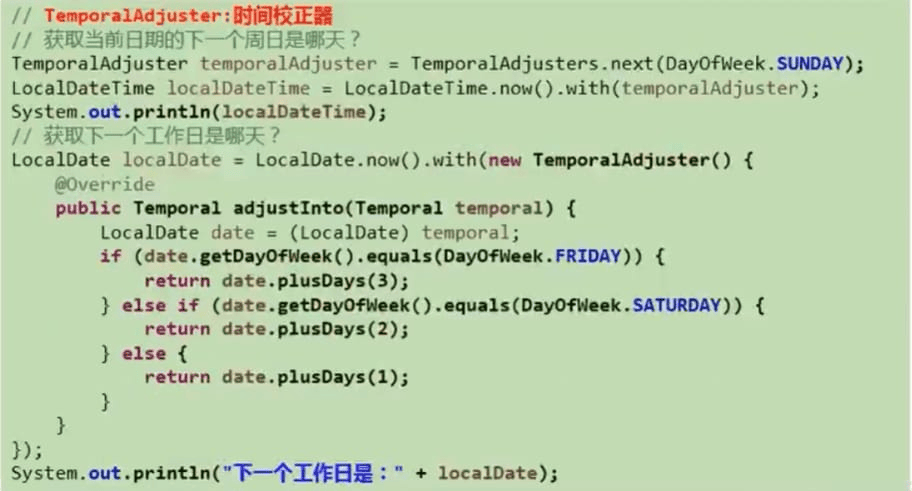 // TemporalAdjuster:时间校正器
// 获取当前日期的下一个周日是哪天？
TemporalAdjuster temporalAdjuster = TemporalAdjusters.next(DayOfWeek.SUNDAY);
LocalDateTime localDateTime = LocalDateTime.now().with(temporalAdjuster);
System.out.println(localDateTime);
// 获取下一个工作日是哪天？
LocalDate localDate = LocalDate.now().with(new TemporalAdjuster() {
    @Override
    public Temporal adjustInto(Temporal temporal) {
        LocalDate date = (LocalDate) temporal;
        if (date.getDayOfWeek().equals(DayOfWeek.FRIDAY)) {
            return date.plusDays(3);
        } else if (date.getDayOfWeek().equals(DayOfWeek.SATURDAY)) {
            return date.plusDays(2);
        } else {
            return date.plusDays(1);
        }
    }
});
System.out.println("下一个工作日是：" + localDate);